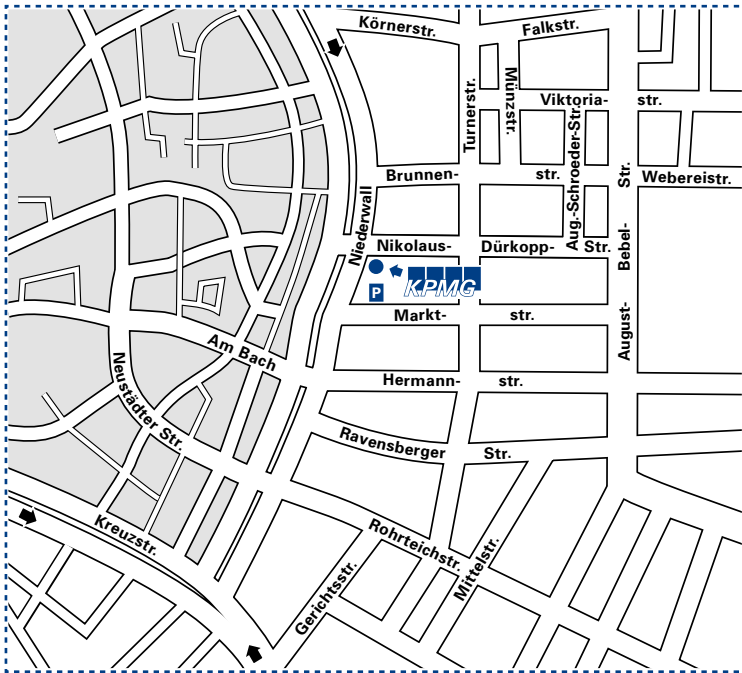 Körnerstr.
Falkstr.
Turnerstr.
Münzstr.
Viktoria- str.
Aug.-Schroeder-Str.
Brunnen- str.
Webereistr.
Niederwall
Nikolaus- Dürkopp- Str.
August- Bebel- Str.
P
KPMG
Markt- str.
Am Bach
Hermann- str.
Neustädter Str.
Ravensberger Str.
Kreuzstr.
Rohrteichstr.
Gerichtsstr.
Mittelstr.